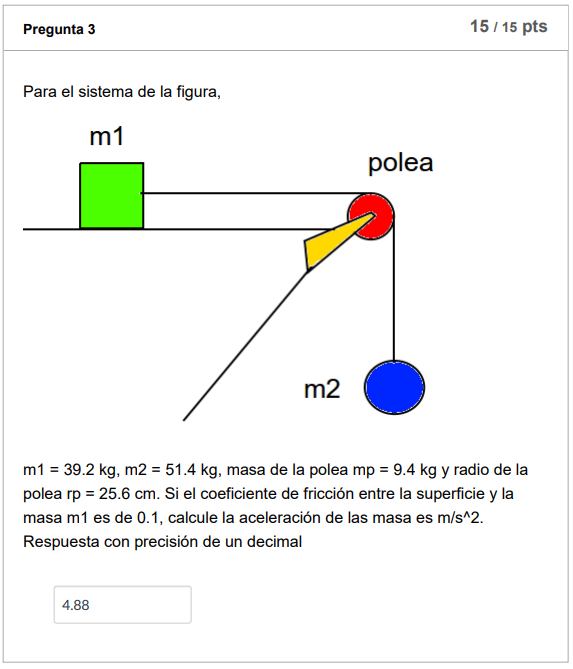 Pregunta 3
15 / 15 pts
Para el sistema de la figura,
m1
polea
m2
m1 = 39.2 kg, m2 = 51.4 kg, masa de la polea mp = 9.4 kg y radio de la
polea rp = 25.6 cm. Si el coeficiente de fricción entre la superficie y la
masa m1 es de 0.1, calcule la aceleración de las masa es m/s^2.
Respuesta con precisión de un decimal
4.88